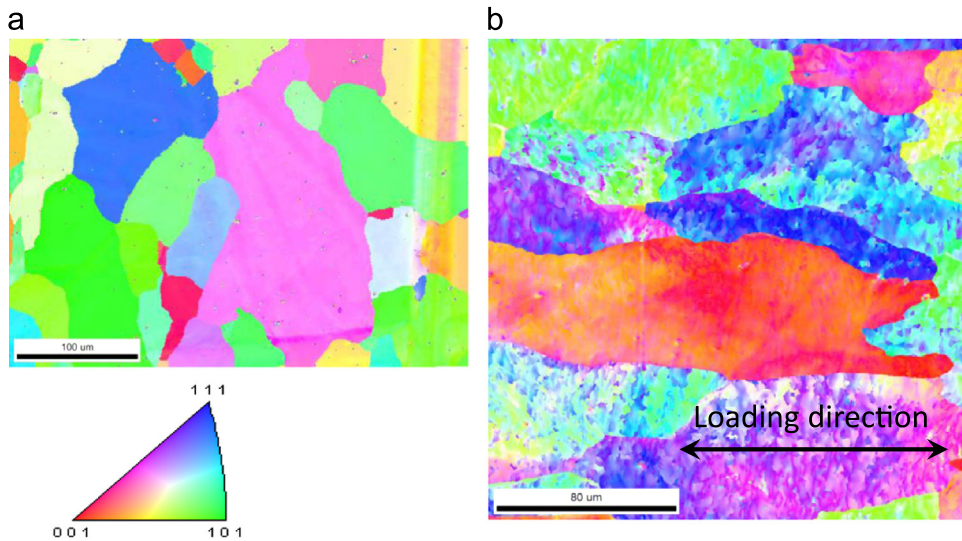 a
b
100 um
1 1 1
0 0 1
1 0 1
Loading direction
80 um